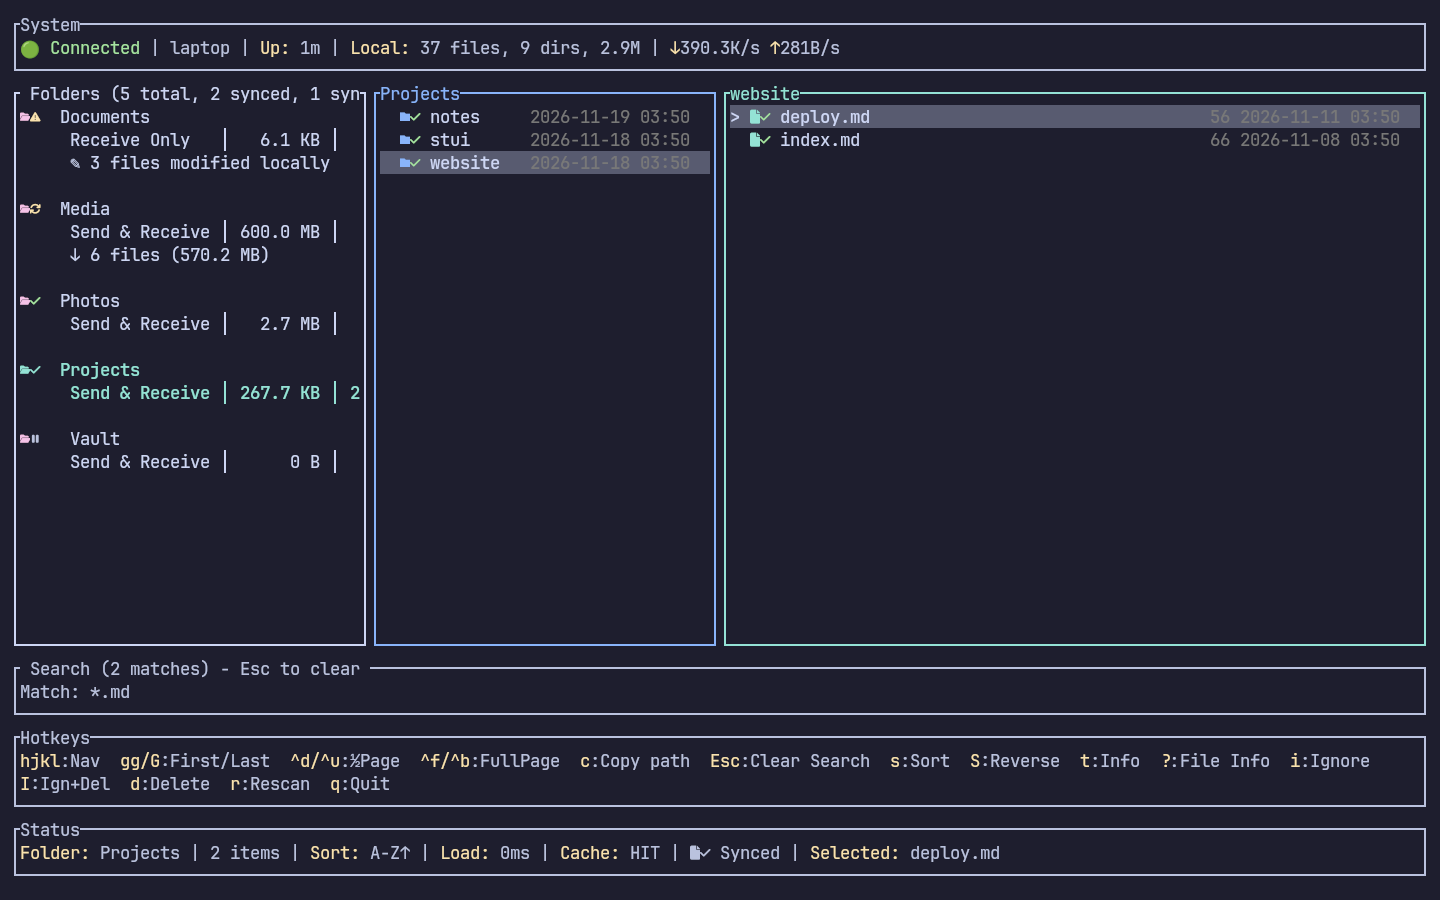 System
Connected | laptop | Up: 1m | Local: 37 files, 9 dirs, 2.9M | ↓390.3K/s ↑281B/s
Folders (5 total, 2 synced, 1 syn
Documents
Receive Only │ 6.1 KB │
✎ 3 files modified locally
Media
Send & Receive │ 600.0 MB │
↓ 6 files (570.2 MB)
Photos
Send & Receive │ 2.7 MB │
Projects
Send & Receive │ 267.7 KB │ 2
Vault
Send & Receive │ 0 B │
Projects
notes 2026-11-19 03:50
stui 2026-11-18 03:50
website 2026-11-18 03:50
website
> deploy.md 56 2026-11-11 03:50
index.md 66 2026-11-08 03:50
Search (2 matches) - Esc to clear
Match: *.md
Hotkeys
hjkl:Nav gg/G:First/Last ^d/^u:½Page ^f/^b:FullPage c:Copy path Esc:Clear Search s:Sort S:Reverse t:Info ?:File Info i:Ignore
I:Ign+Del d:Delete r:Rescan q:Quit
Status
Folder: Projects | 2 items | Sort: A-Z↑ | Load: 0ms | Cache: HIT | Synced | Selected: deploy.md